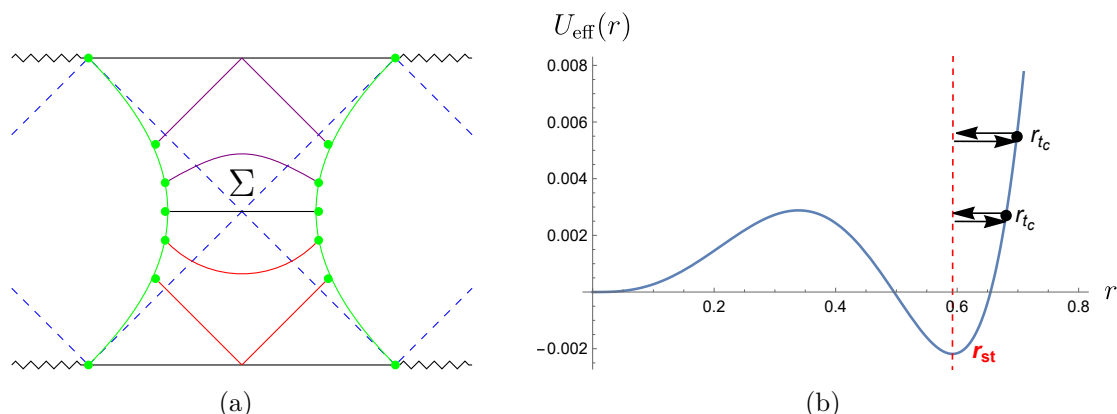 Σ
(a)
U_eff(r)
0.008
0.006
0.004
0.002
-0.002
0.2
0.4
0.6
0.8
r
r_{t_c}
r_{t_c}
r_st
(b)